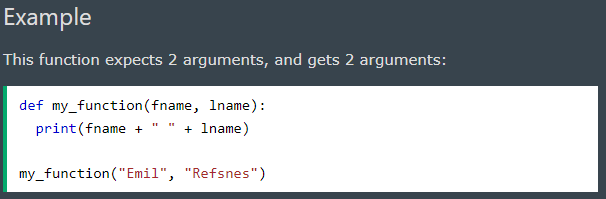 Example
This function expects 2 arguments, and gets 2 arguments:
def my_function(fname, lname):
  print(fname + " " + lname)
my_function("Emil", "Refsnes")